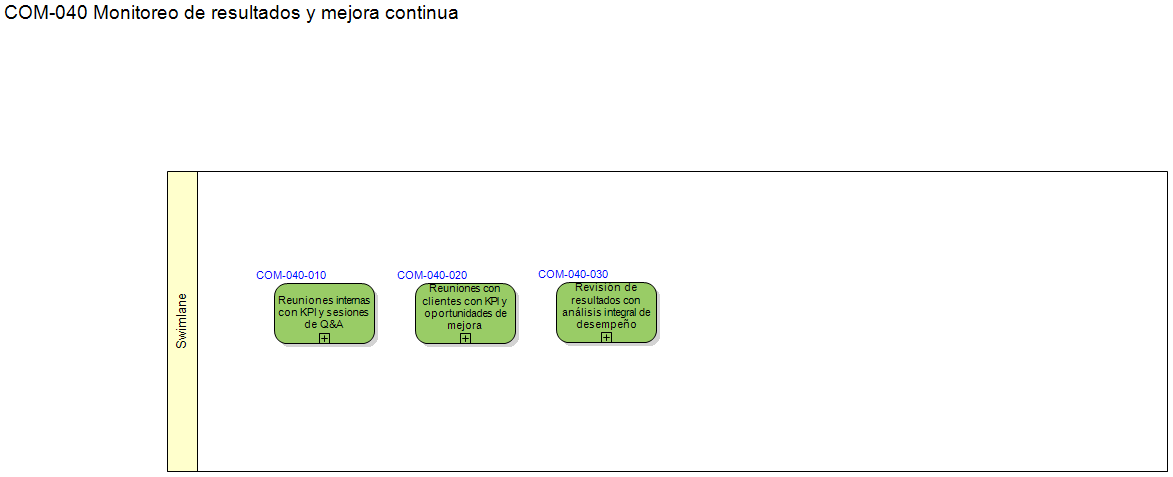 COM-040 Monitoreo de resultados y mejora continua
Swimlane
COM-040-010
Reuniones internas
con KPI y sesiones
de Q&A
COM-040-020
Reuniones con
clientes con KPI y
oportunidades de
mejora
COM-040-030
Revisión de
resultados con
análisis integral de
desempeño